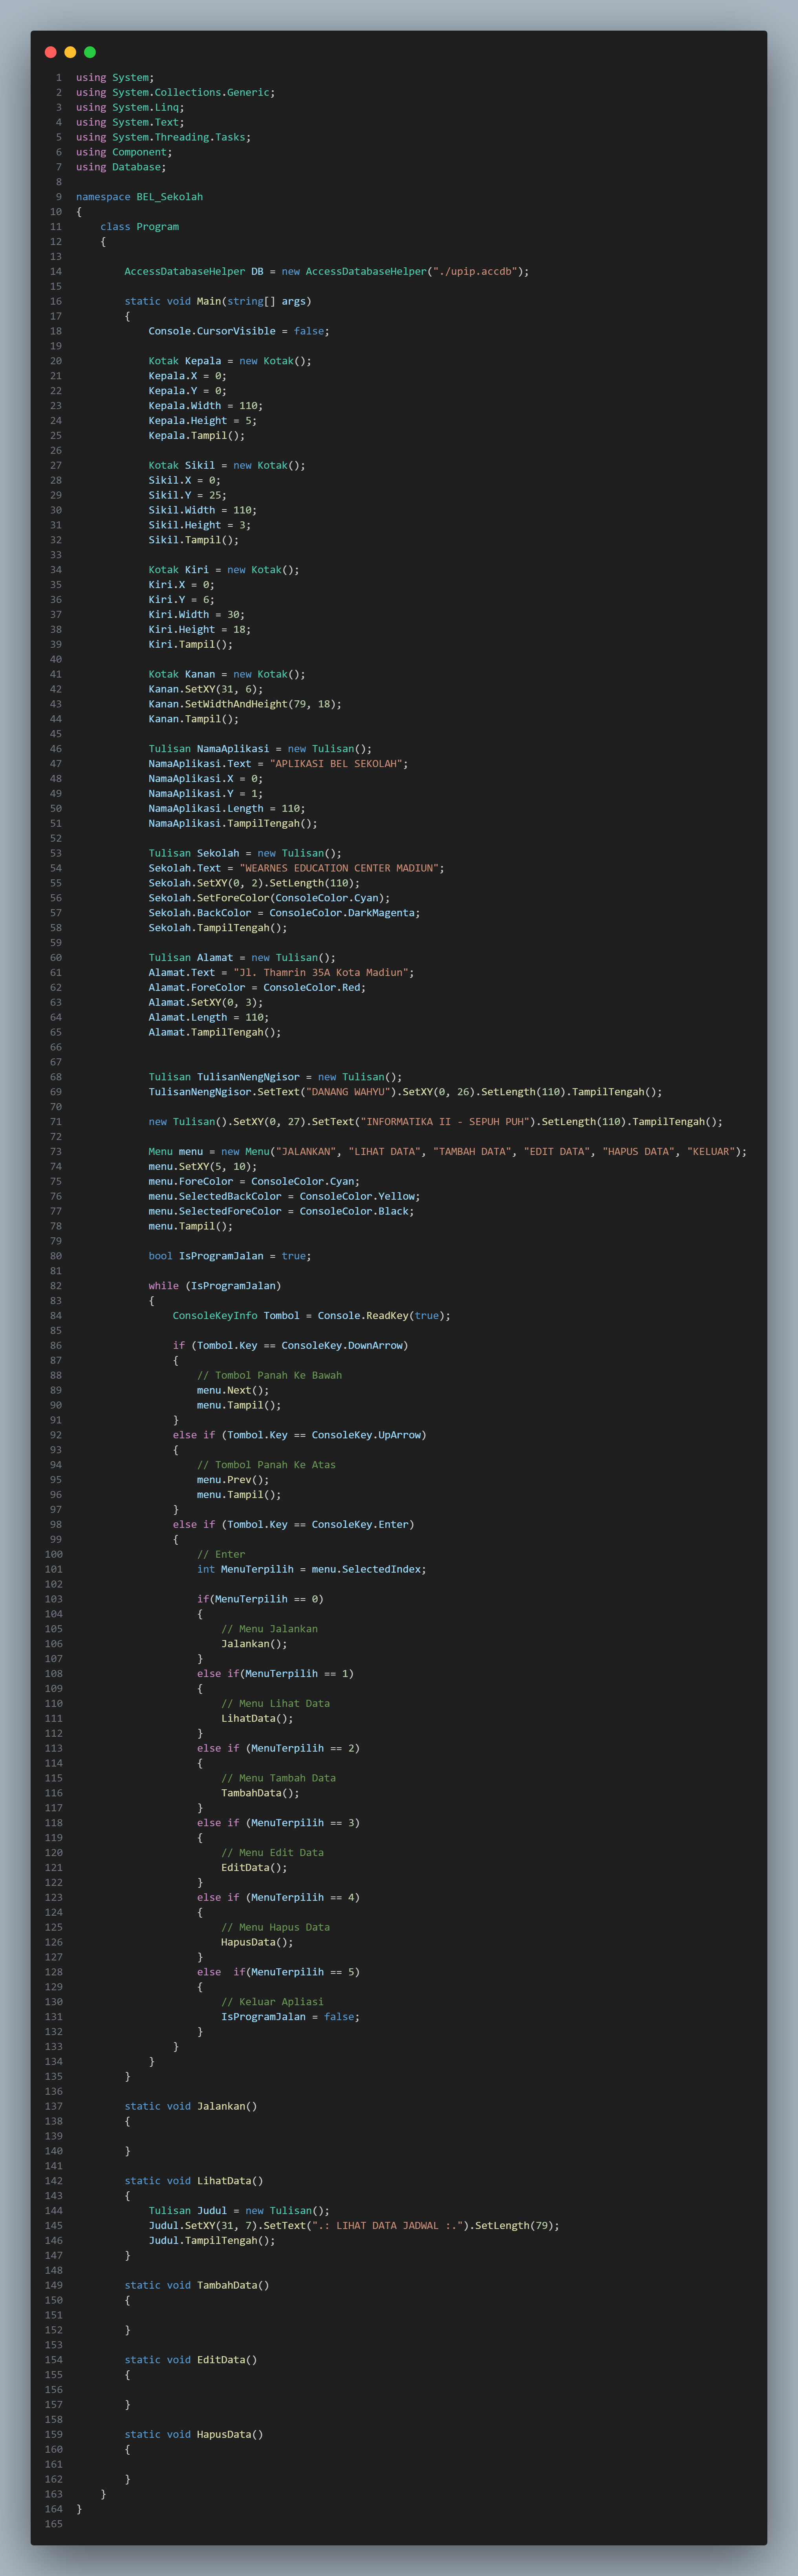 1 using System;
2 using System.Collections.Generic;
3 using System.Linq;
4 using System.Text;
5 using System.Threading.Tasks;
6 using Component;
7 using Database;
8
9 namespace BEL_Sekolah
10 {
11     class Program
12     {
13
14         AccessDatabaseHelper DB = new AccessDatabaseHelper("./upip.accdb");
15
16         static void Main(string[] args)
17         {
18             Console.CursorVisible = false;
19
20             Kotak Kepala = new Kotak();
21             Kepala.X = 0;
22             Kepala.Y = 0;
23             Kepala.Width = 110;
24             Kepala.Height = 5;
25             Kepala.Tampil();
26
27             Kotak Sikil = new Kotak();
28             Sikil.X = 0;
29             Sikil.Y = 25;
30             Sikil.Width = 110;
31             Sikil.Height = 3;
32             Sikil.Tampil();
33
34             Kotak Kiri = new Kotak();
35             Kiri.X = 0;
36             Kiri.Y = 6;
37             Kiri.Width = 30;
38             Kiri.Height = 18;
39             Kiri.Tampil();
40
41             Kotak Kanan = new Kotak();
42             Kanan.SetXY(31, 6);
43             Kanan.SetWidthAndHeight(79, 18);
44             Kanan.Tampil();
45
46             Tulisan NamaAplikasi = new Tulisan();
47             NamaAplikasi.Text = "APLIKASI BEL SEKOLAH";
48             NamaAplikasi.X = 0;
49             NamaAplikasi.Y = 1;
50             NamaAplikasi.Length = 110;
51             NamaAplikasi.TampilTengah();
52
53             Tulisan Sekolah = new Tulisan();
54             Sekolah.Text = "WEARNES EDUCATION CENTER MADIUN";
55             Sekolah.SetXY(0, 2).SetLength(110);
56             Sekolah.SetForeColor(ConsoleColor.Cyan);
57             Sekolah.BackColor = ConsoleColor.DarkMagenta;
58             Sekolah.TampilTengah();
59
60             Tulisan Alamat = new Tulisan();
61             Alamat.Text = "Jl. Thamrin 35A Kota Madiun";
62             Alamat.ForeColor = ConsoleColor.Red;
63             Alamat.SetXY(0, 3);
64             Alamat.Length = 110;
65             Alamat.TampilTengah();
66
67
68             Tulisan TulisanNengNgisor = new Tulisan();
69             TulisanNengNgisor.SetText("DANANG WAHYU").SetXY(0, 26).SetLength(110).TampilTengah();
70
71             new Tulisan().SetXY(0, 27).SetText("INFORMATIKA II - SEPUH PUH").SetLength(110).TampilTengah();
72
73             Menu menu = new Menu("JALANKAN", "LIHAT DATA", "TAMBAH DATA", "EDIT DATA", "HAPUS DATA", "KELUAR");
74             menu.SetXY(5, 10);
75             menu.ForeColor = ConsoleColor.Cyan;
76             menu.SelectedBackColor = ConsoleColor.Yellow;
77             menu.SelectedForeColor = ConsoleColor.Black;
78             menu.Tampil();
79
80             bool IsProgramJalan = true;
81
82             while (IsProgramJalan)
83             {
84                 ConsoleKeyInfo Tombol = Console.ReadKey(true);
85
86                 if (Tombol.Key == ConsoleKey.DownArrow)
87                 {
88                     // Tombol Panah Ke Bawah
89                     menu.Next();
90                     menu.Tampil();
91                 }
92                 else if (Tombol.Key == ConsoleKey.UpArrow)
93                 {
94                     // Tombol Panah Ke Atas
95                     menu.Prev();
96                     menu.Tampil();
97                 }
98                 else if (Tombol.Key == ConsoleKey.Enter)
99                 {
100                     // Enter
101                     int MenuTerpilih = menu.SelectedIndex;
102
103                     if(MenuTerpilih == 0)
104                     {
105                         // Menu Jalankan
106                         Jalankan();
107                     }
108                     else if(MenuTerpilih == 1)
109                     {
110                         // Menu Lihat Data
111                         LihatData();
112                     }
113                     else if (MenuTerpilih == 2)
114                     {
115                         // Menu Tambah Data
116                         TambahData();
117                     }
118                     else if (MenuTerpilih == 3)
119                     {
120                         // Menu Edit Data
121                         EditData();
122                     }
123                     else if (MenuTerpilih == 4)
124                     {
125                         // Menu Hapus Data
126                         HapusData();
127                     }
128                     else  if(MenuTerpilih == 5)
129                     {
130                         // Keluar Apliasi
131                         IsProgramJalan = false;
132                     }
133                 }
134             }
135         }
136
137         static void Jalankan()
138         {
139
140         }
141
142         static void LihatData()
143         {
144             Tulisan Judul = new Tulisan();
145             Judul.SetXY(31, 7).SetText(".: LIHAT DATA JADWAL :.").SetLength(79);
146             Judul.TampilTengah();
147         }
148
149         static void TambahData()
150         {
151
152         }
153
154         static void EditData()
155         {
156
157         }
158
159         static void HapusData()
160         {
161
162         }
163     }
164 }
165